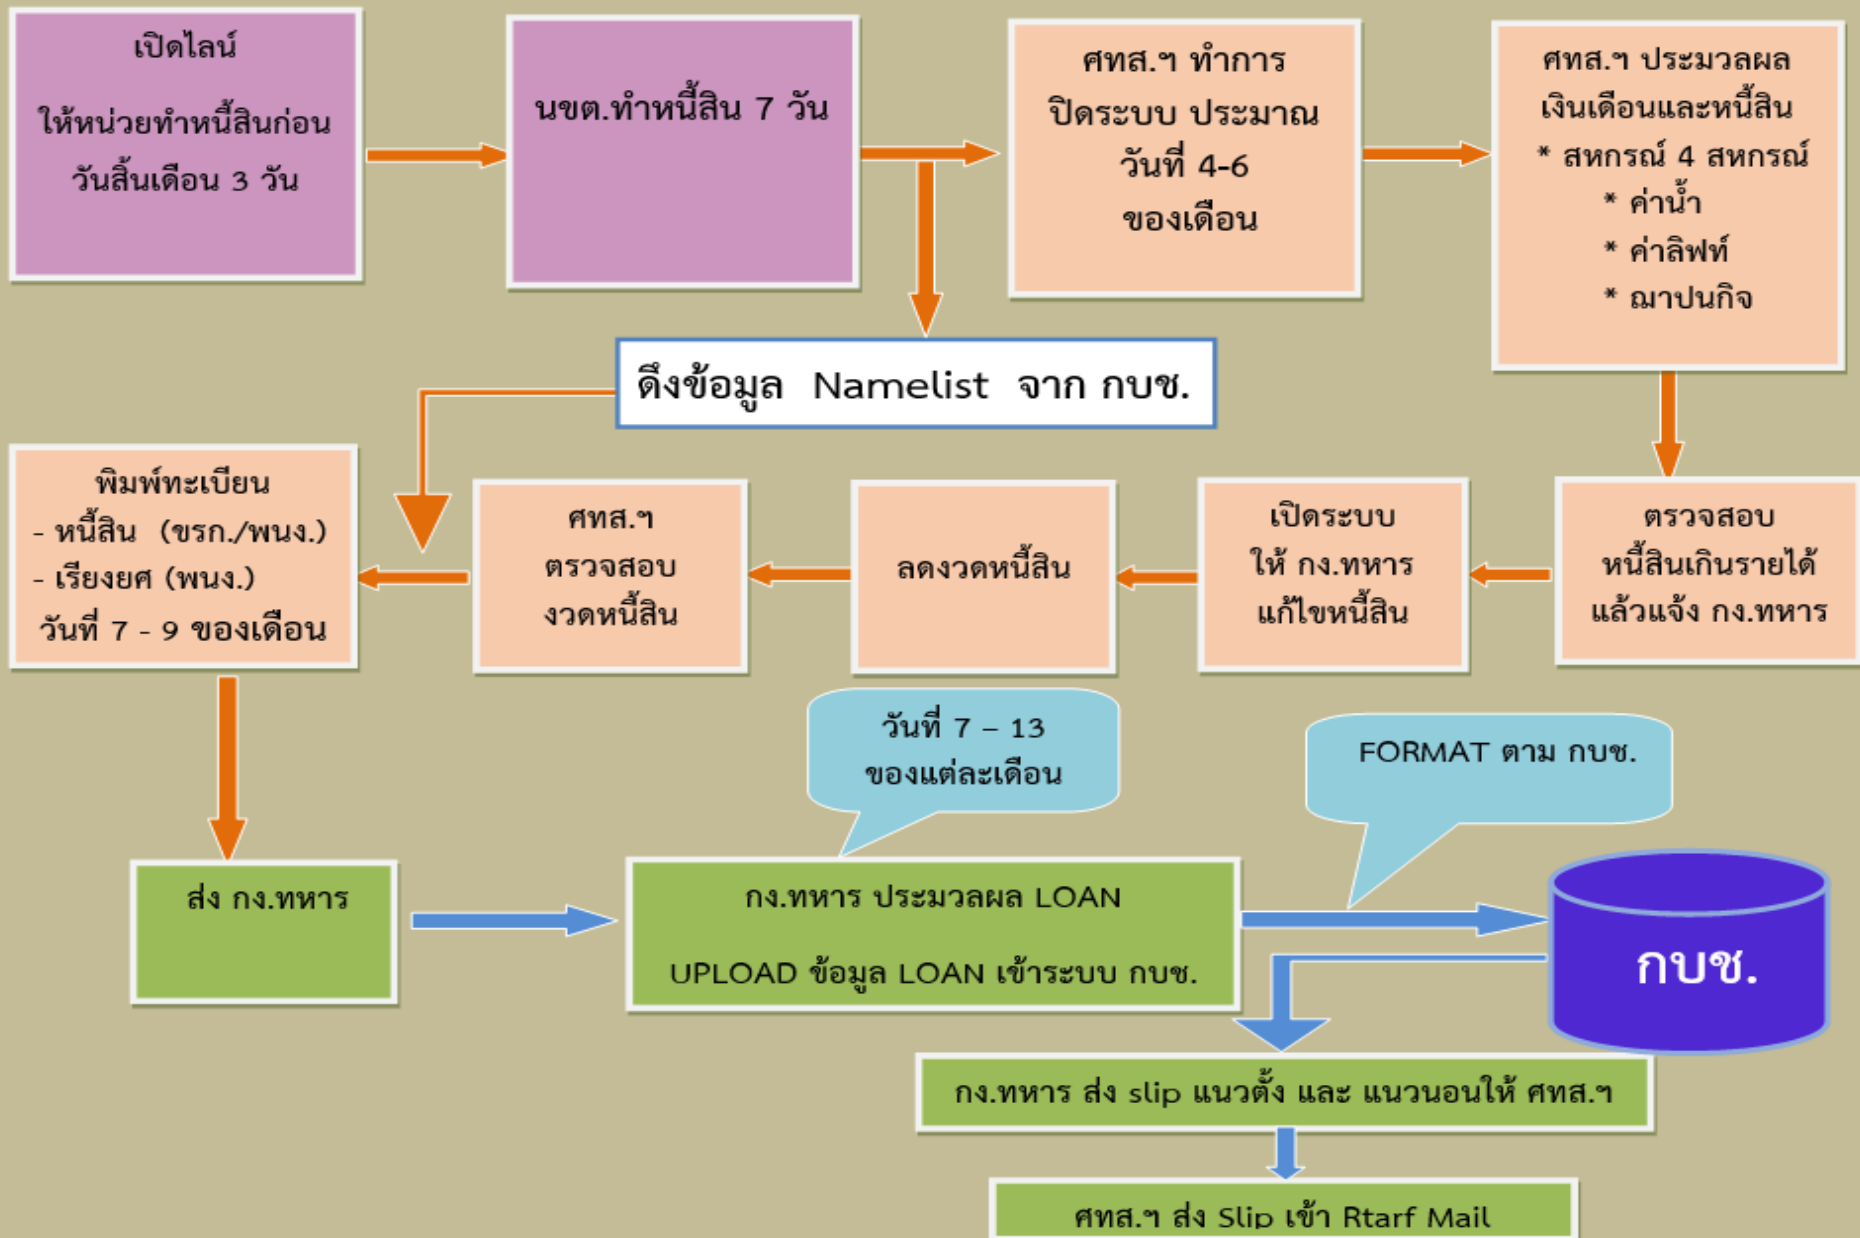 เปิดไลน์
ให้หน่วยทำหนี้สินก่อน
วันสิ้นเดือน 3 วัน
นขต.ทำหนี้สิน 7 วัน
ศทส.ฯ ทำการ
ปิดระบบ ประมาณ
วันที่ 4-6
ของเดือน
ศทส.ฯ ประมวลผล
เงินเดือนและหนี้สิน
* สหกรณ์ 4 สหกรณ์
* ค่าน้ำ
* ค่าลิฟท์
* ฌาปนกิจ
ดึงข้อมูล Namelist จาก กบช.
พิมพ์ทะเบียน
- หนี้สิน (ขรก./พนง.)
- เรียงยศ (พนง.)
วันที่ 7 - 9 ของเดือน
ศทส.ฯ
ตรวจสอบ
งวดหนี้สิน
ลดงวดหนี้สิน
เปิดระบบ
ให้ กง.ทหาร
แก้ไขหนี้สิน
ตรวจสอบ
หนี้สินเกินรายได้
แล้วแจ้ง กง.ทหาร
วันที่ 7 – 13
ของแต่ละเดือน
FORMAT ตาม กบช.
ส่ง กง.ทหาร
กง.ทหาร ประมวลผล LOAN
UPLOAD ข้อมูล LOAN เข้าระบบ กบช.
กบช.
กง.ทหาร ส่ง slip แนวตั้ง และ แนวนอนให้ ศทส.ฯ
ศทส.ฯ ส่ง Slip เข้า Rtarf Mail